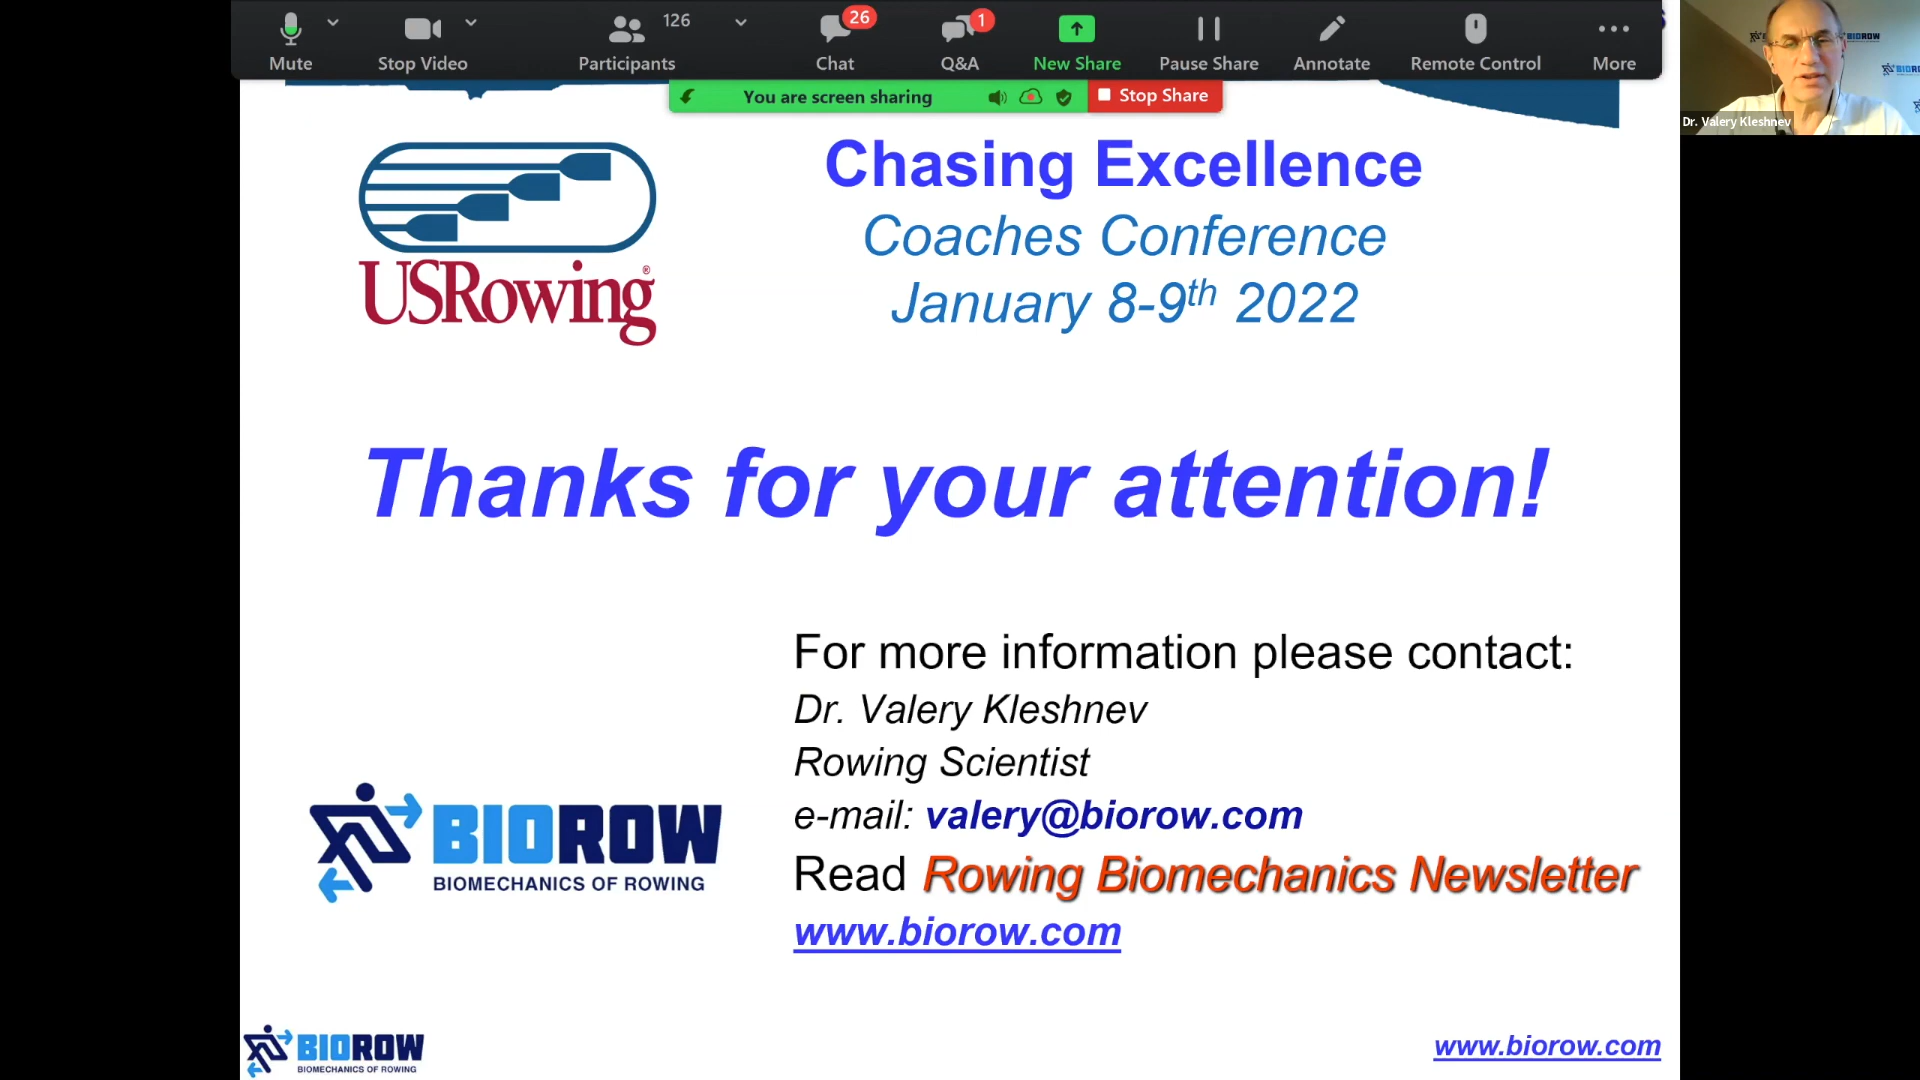 Mute
Stop Video
Participants
126
Chat
26
Q&A
1
New Share
Pause Share
Annotate
Remote Control
More
You are screen sharing
Stop Share
BIOROW
Dr. Valery Kleshnev
USRowing®
Chasing Excellence
Coaches Conference
January 8-9th 2022
Thanks for your attention!
For more information please contact:
Dr. Valery Kleshnev
Rowing Scientist
e-mail: valery@biorow.com
Read Rowing Biomechanics Newsletter
www.biorow.com
BIOROW
BIOMECHANICS OF ROWING
BIOROW
BIOMECHANICS OF ROWING
www.biorow.com